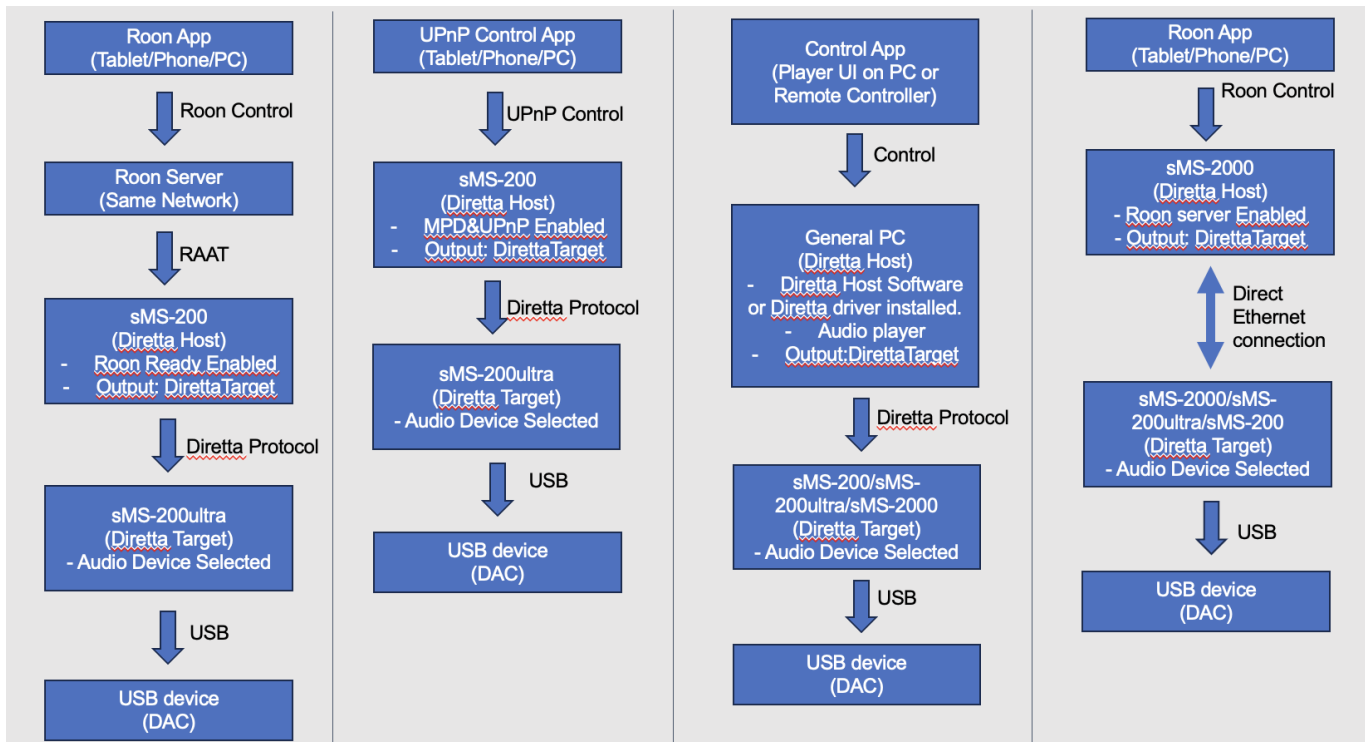 Roon App
(Tablet/Phone/PC)
Roon Control
Roon Server
(Same Network)
RAAT
sMS-200
(Diretta Host)
- Roon Ready Enabled
- Output: DirettaTarget
Diretta Protocol
sMS-200ultra
(Diretta Target)
- Audio Device Selected
USB
USB device
(DAC)
UPnP Control App
(Tablet/Phone/PC)
UPnP Control
sMS-200
(Diretta Host)
- MPD&UPnP Enabled
- Output: DirettaTarget
Diretta Protocol
sMS-200ultra
(Diretta Target)
- Audio Device Selected
USB
USB device
(DAC)
Control App
(Player UI on PC or
Remote Controller)
Control
General PC
(Diretta Host)
- Diretta Host Software
or Diretta driver installed.
- Audio player
- Output:DirettaTarget
Diretta Protocol
sMS-200/sMS-
200ultra/sMS-2000
(Diretta Target)
- Audio Device Selected
USB
USB device
(DAC)
Roon App
(Tablet/Phone/PC)
Roon Control
sMS-2000
(Diretta Host)
- Roon server Enabled
- Output: DirettaTarget
Direct
Ethernet
connection
sMS-2000/sMS-
200ultra/sMS-200
(Diretta Target)
- Audio Device Selected
USB
USB device
(DAC)